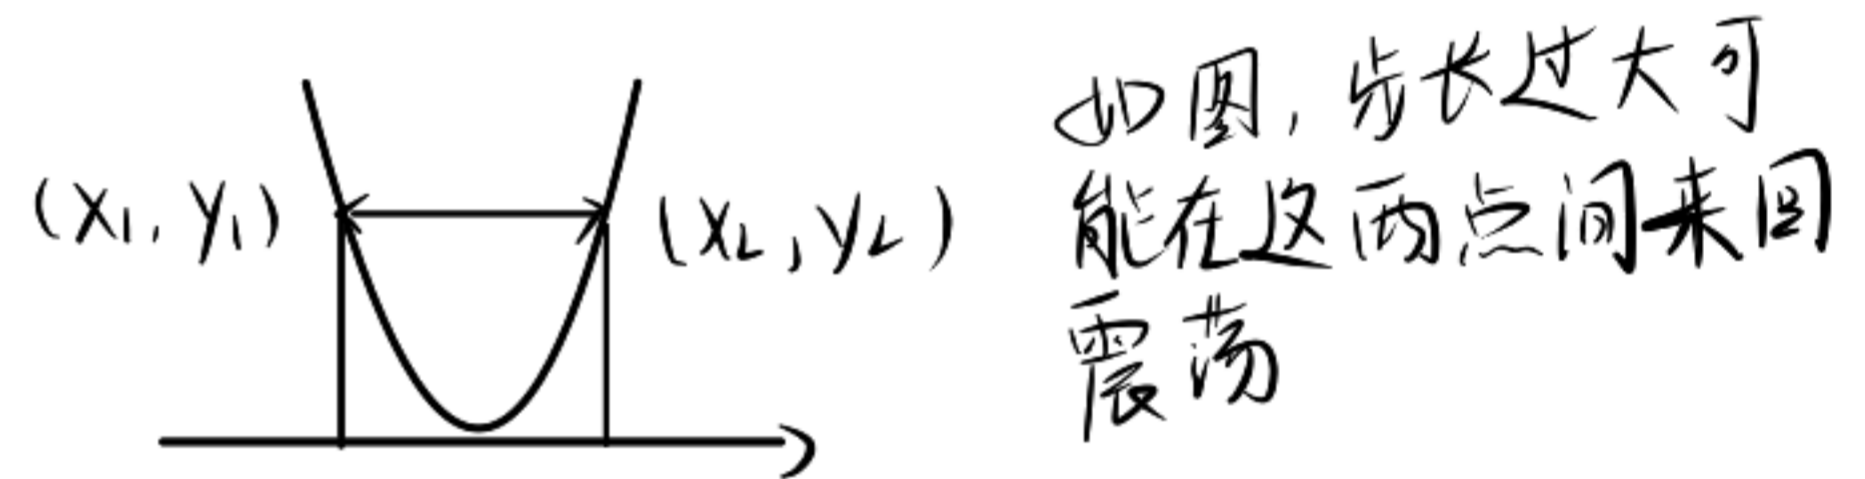 (x₁, y₁)
(x₂, y₂)
如图, 步长过大可
能在这两点间来回
震荡